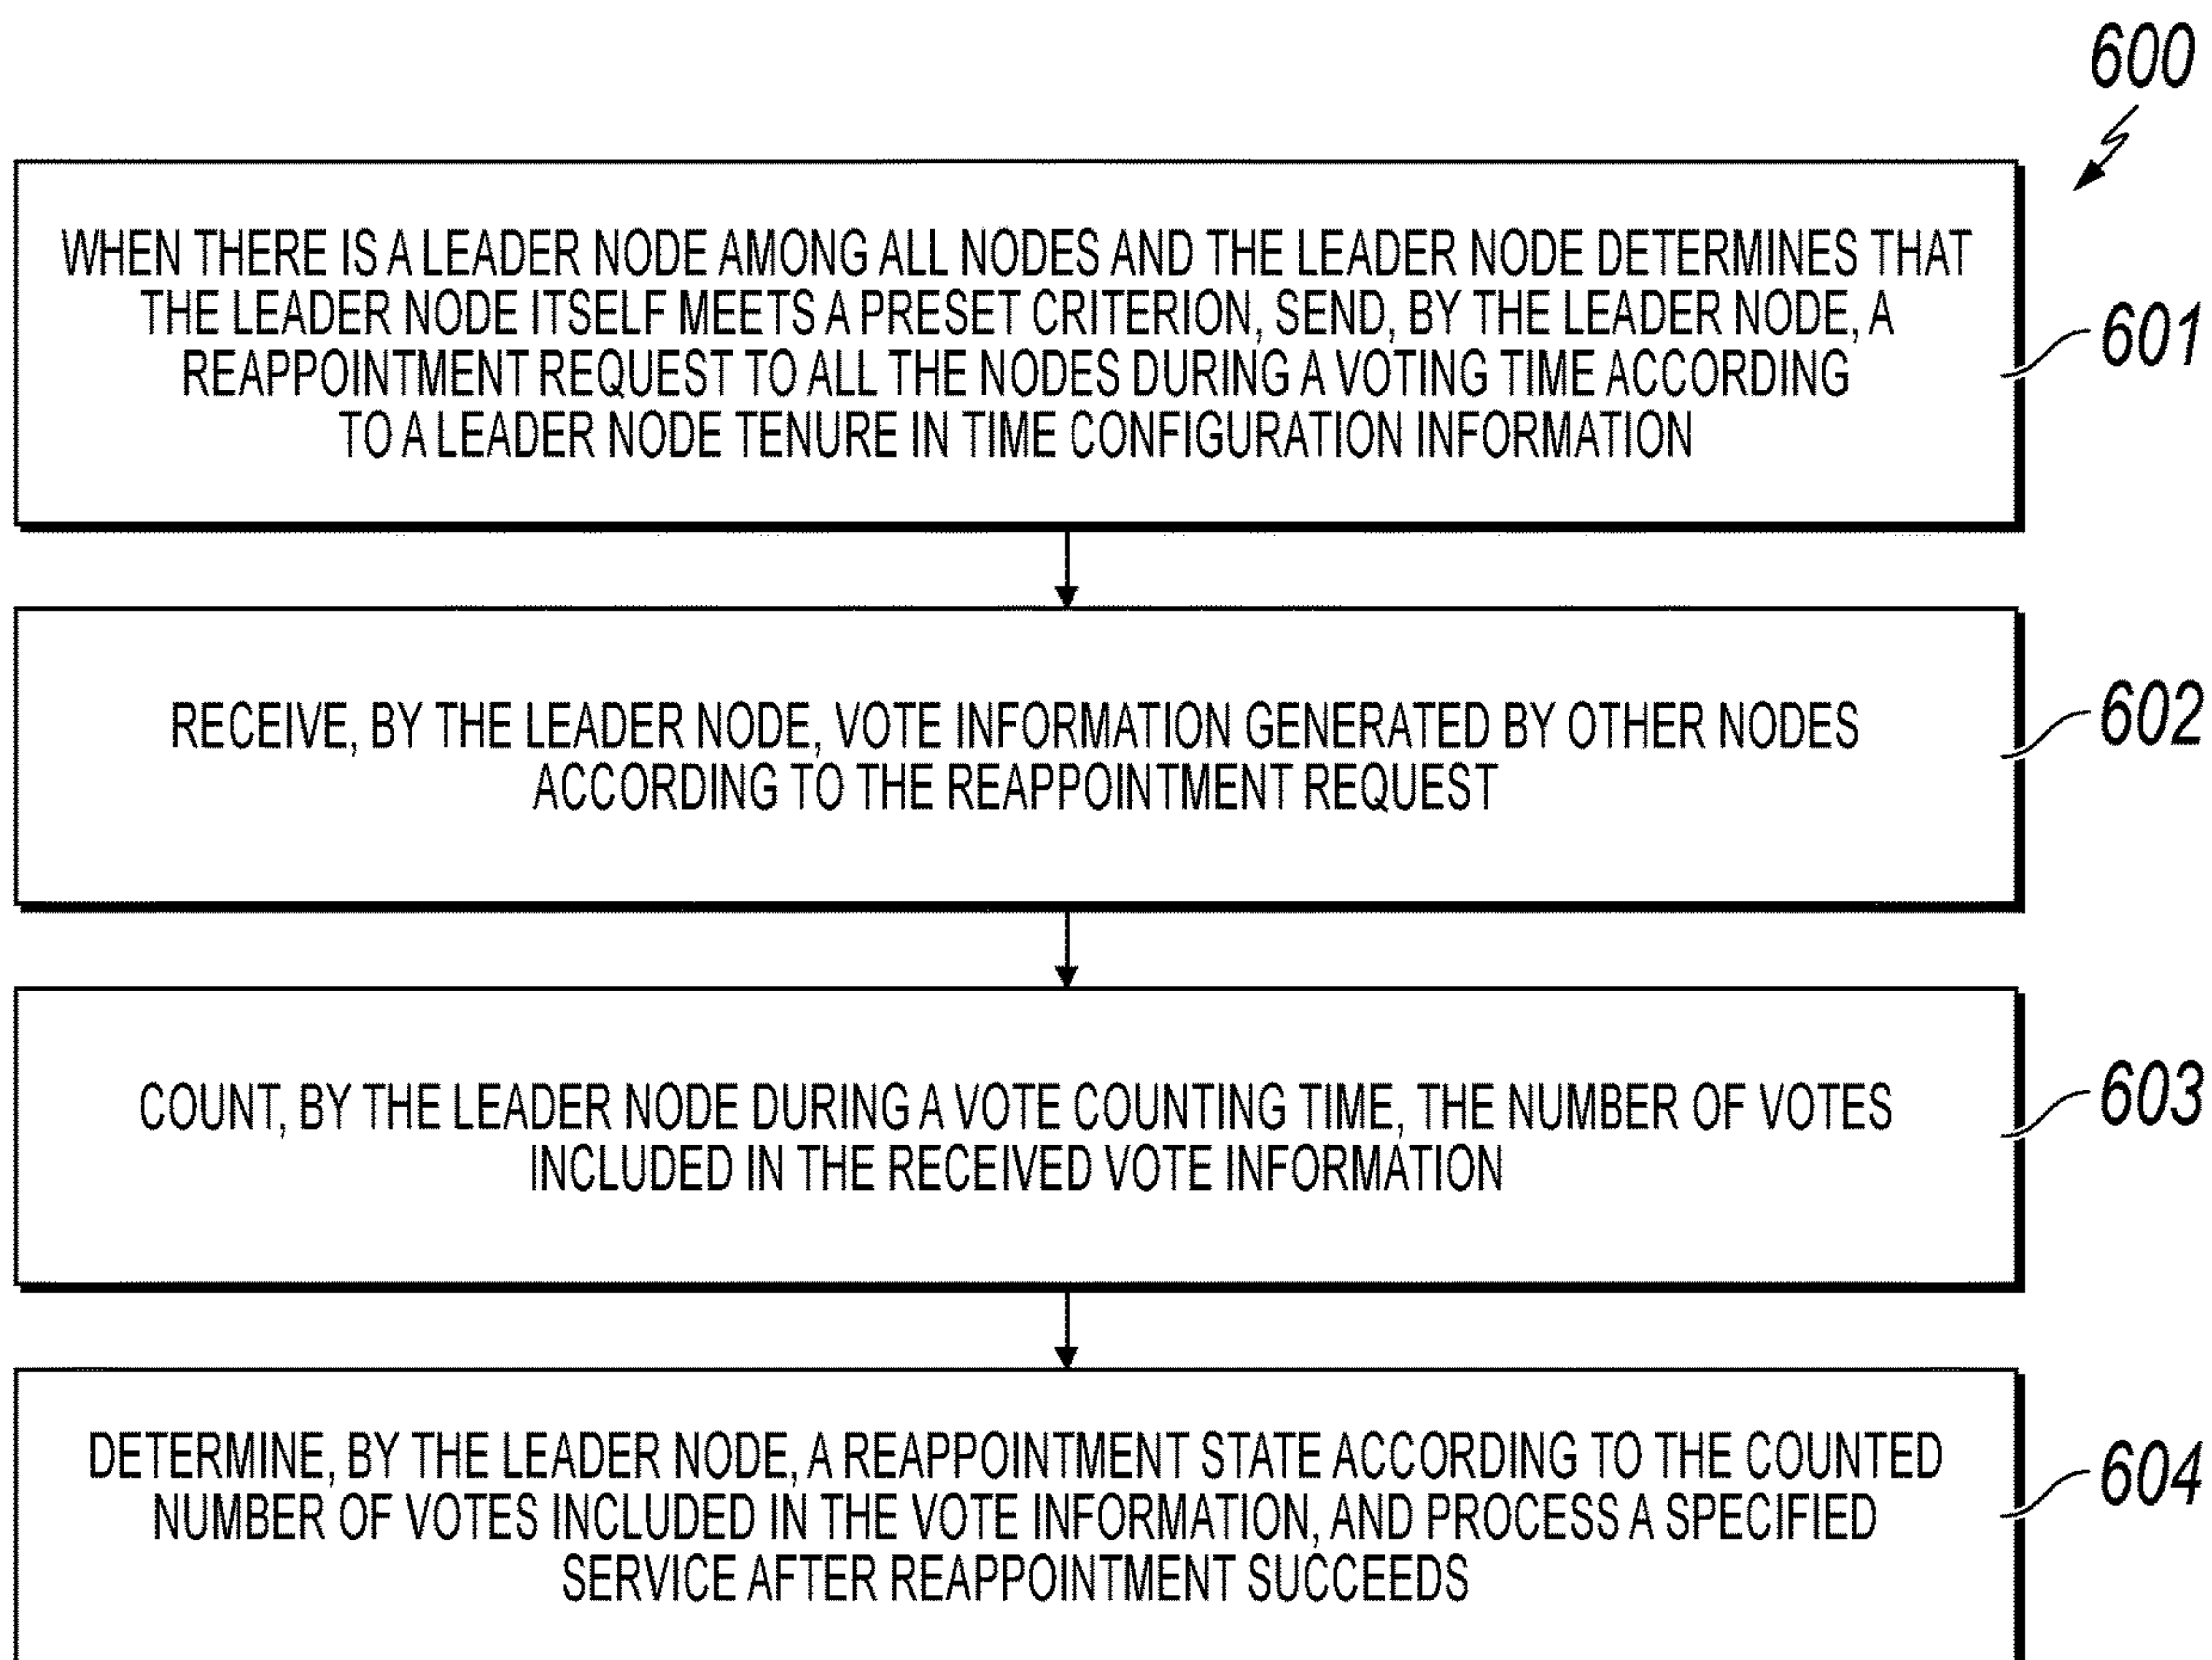 600
WHEN THERE IS A LEADER NODE AMONG ALL NODES AND THE LEADER NODE DETERMINES THAT
THE LEADER NODE ITSELF MEETS A PRESET CRITERION, SEND, BY THE LEADER NODE, A
REAPPOINTMENT REQUEST TO ALL THE NODES DURING A VOTING TIME ACCORDING
TO A LEADER NODE TENURE IN TIME CONFIGURATION INFORMATION
601
RECEIVE, BY THE LEADER NODE, VOTE INFORMATION GENERATED BY OTHER NODES
ACCORDING TO THE REAPPOINTMENT REQUEST
602
COUNT, BY THE LEADER NODE DURING A VOTE COUNTING TIME, THE NUMBER OF VOTES
INCLUDED IN THE RECEIVED VOTE INFORMATION
603
DETERMINE, BY THE LEADER NODE, A REAPPOINTMENT STATE ACCORDING TO THE COUNTED
NUMBER OF VOTES INCLUDED IN THE VOTE INFORMATION, AND PROCESS A SPECIFIED
SERVICE AFTER REAPPOINTMENT SUCCEEDS
604